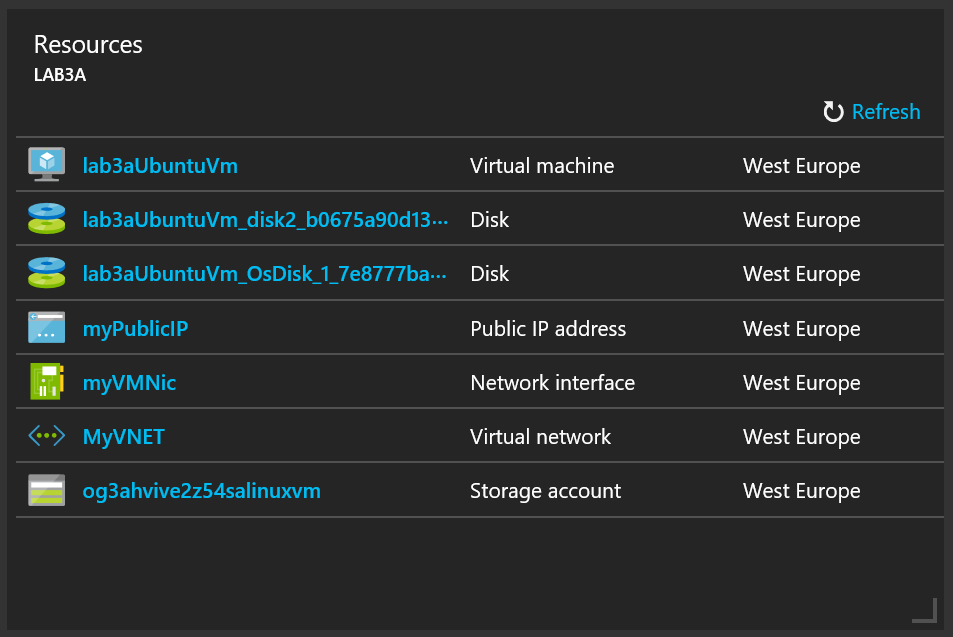 Resources
LAB3A
Refresh
lab3aUbuntuVm Virtual machine West Europe
lab3aUbuntuVm_disk2_b0675a90d13... Disk West Europe
lab3aUbuntuVm_OsDisk_1_7e8777ba... Disk West Europe
myPublicIP Public IP address West Europe
myVMNic Network interface West Europe
MyVNET Virtual network West Europe
og3ahvive2z54salinuxvm Storage account West Europe